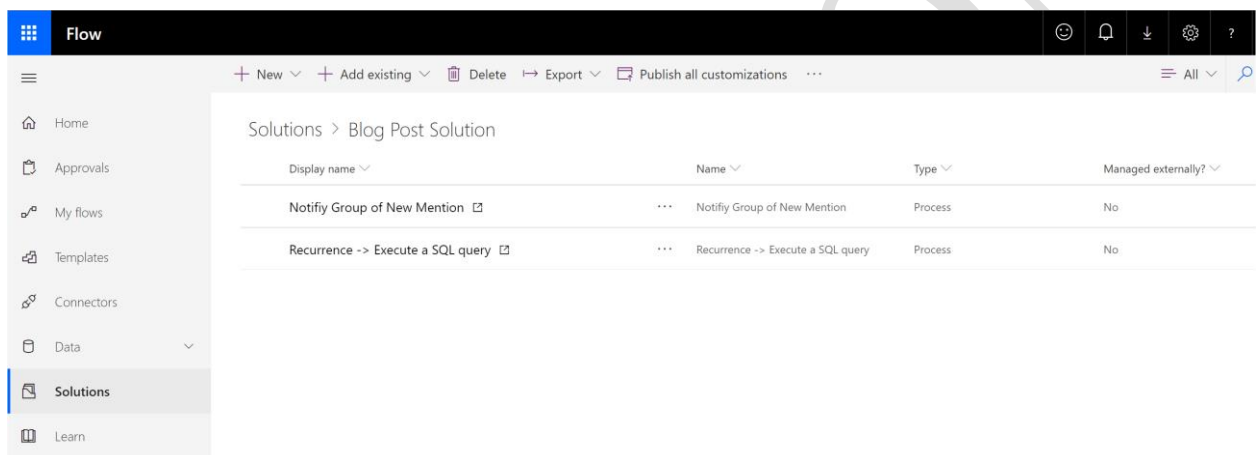 Flow
?
New Add existing Delete Export Publish all customizations ... All
Home
Solutions > Blog Post Solution
Approvals
Display name Name Type Managed externally?
My flows
Notifiy Group of New Mention ... Notifiy Group of New Mention Process No
Templates
Recurrence -> Execute a SQL query ... Recurrence -> Execute a SQL query Process No
Connectors
Data
Solutions
Learn